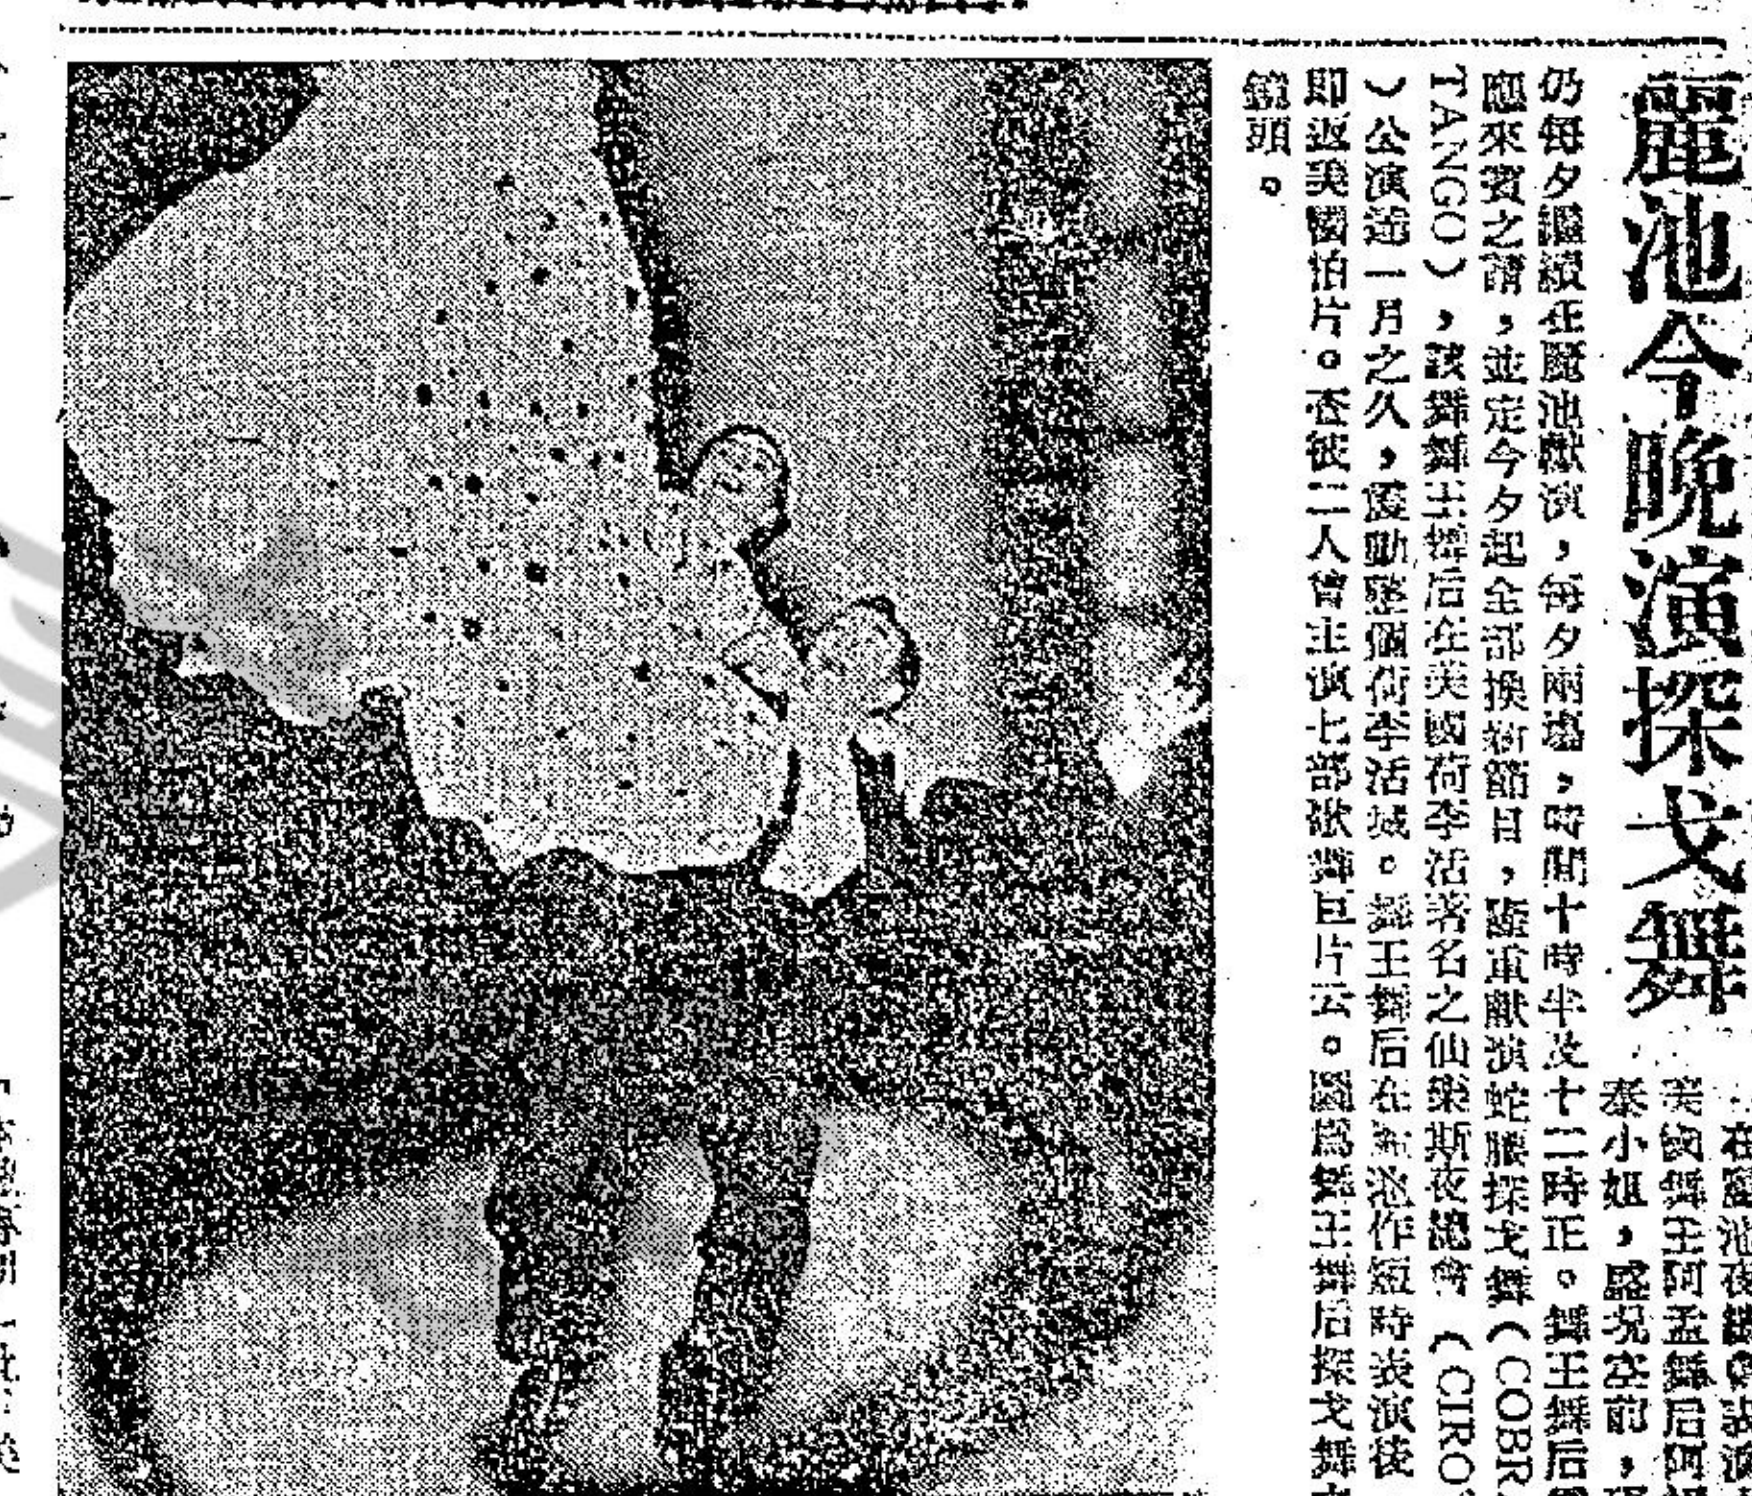 麗池今晚演探戈舞
在麗池夜總會表演
美國舞王阿孟舞后阿
泰小姐，盛況空前，現
仍每夕繼續在麗池獻演，每夕兩場，時間十時半及十二時正。舞王舞后
應來賓之請，並定今夕起全部換新節目，隆重獻演蛇腰探戈舞（COBR
TANGO），該舞舞王舞后在美國荷李活著名之仙樂斯夜總會（CIRO
）公演達一月之久，震動整個荷李活城。舞王舞后在麗池作短時表演後
即返美國拍片。查彼二人曾主演七部歌舞巨片云。圖為舞王舞后探戈舞
鏡頭。